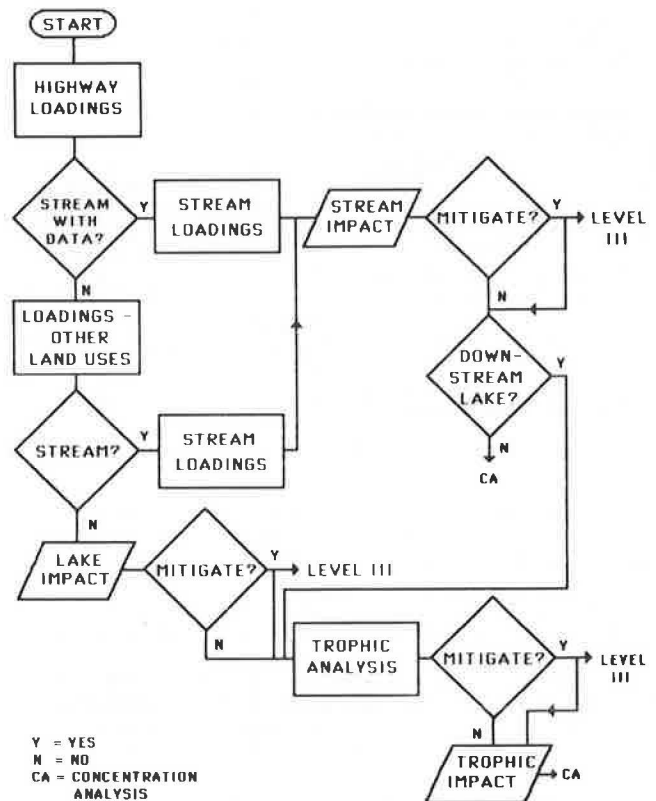 START
HIGHWAY
LOADINGS
STREAM
WITH
DATA?
Y
N
STREAM
LOADINGS
STREAM
IMPACT
MITIGATE?
Y
N
LEVEL
III
LOADINGS -
OTHER
LAND USES
DOWN-
STREAM
LAKE?
Y
N
CA
STREAM?
Y
N
STREAM
LOADINGS
LAKE
IMPACT
MITIGATE?
Y
N
LEVEL III
TROPHIC
ANALYSIS
MITIGATE?
Y
N
LEVEL
III
TROPHIC
IMPACT
CA
Y = YES
N = NO
CA = CONCENTRATION
ANALYSIS